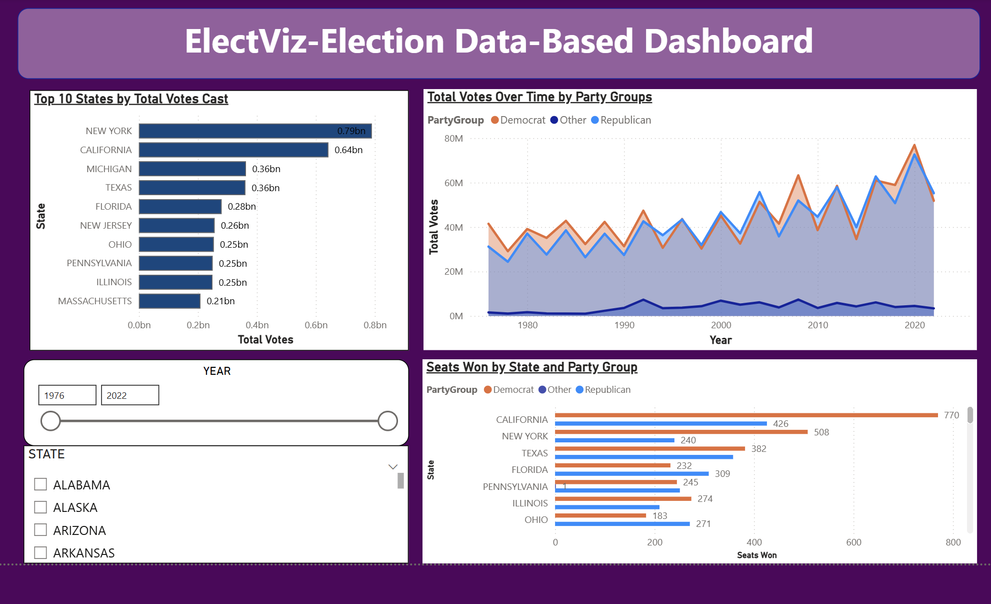 ElectViz-Election Data-Based Dashboard
Top 10 States by Total Votes Cast
State
NEW YORK 0.79bn
CALIFORNIA 0.64bn
MICHIGAN 0.36bn
TEXAS 0.36bn
FLORIDA 0.28bn
NEW JERSEY 0.26bn
OHIO 0.25bn
PENNSYLVANIA 0.25bn
ILLINOIS 0.25bn
MASSACHUSETTS 0.21bn
0.0bn 0.2bn 0.4bn 0.6bn 0.8bn
Total Votes
Total Votes Over Time by Party Groups
PartyGroup Democrat Other Republican
Total Votes
80M
60M
40M
20M
0M
1980 1990 2000 2010 2020
Year
YEAR
1976 2022
STATE
ALABAMA
ALASKA
ARIZONA
ARKANSAS
Seats Won by State and Party Group
PartyGroup Democrat Other Republican
State
CALIFORNIA 770
426
NEW YORK 508
240
TEXAS 382
FLORIDA 232
309
PENNSYLVANIA 245
1
ILLINOIS 274
OHIO 183
271
0 200 400 600 800
Seats Won